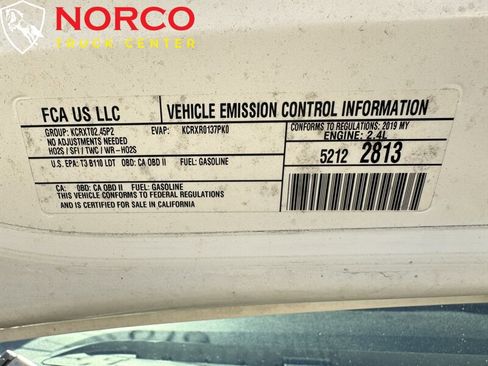 NORCO
TRUCK CENTER
FCA US LLC
VEHICLE EMISSION CONTROL INFORMATION
GROUP: KCRXT02.45P2 EVAP: KCRXR0137PK0
NO ADJUSTMENTS NEEDED
HO2S / SFI / TWC / WR-HO2S
CONFORMS TO REGULATIONS: 2019 MY
ENGINE: 2.4L
U.S. EPA: T3 B110 LDT OBD: CA OBD II FUEL: GASOLINE
5212 2813
CA: OBD: CA OBD II FUEL: GASOLINE
THIS VEHICLE CONFORMS TO FEDERAL REGULATIONS
AND IS CERTIFIED FOR SALE IN CALIFORNIA